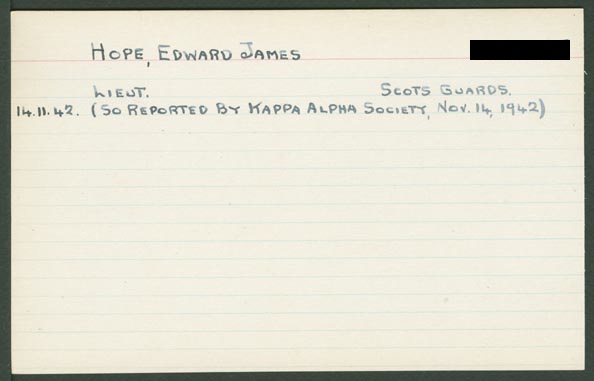 HOPE, EDWARD JAMES
LIEUT. SCOTS GUARDS.
14.11.42. (SO REPORTED BY KAPPA ALPHA SOCIETY, NOV. 14, 1942)